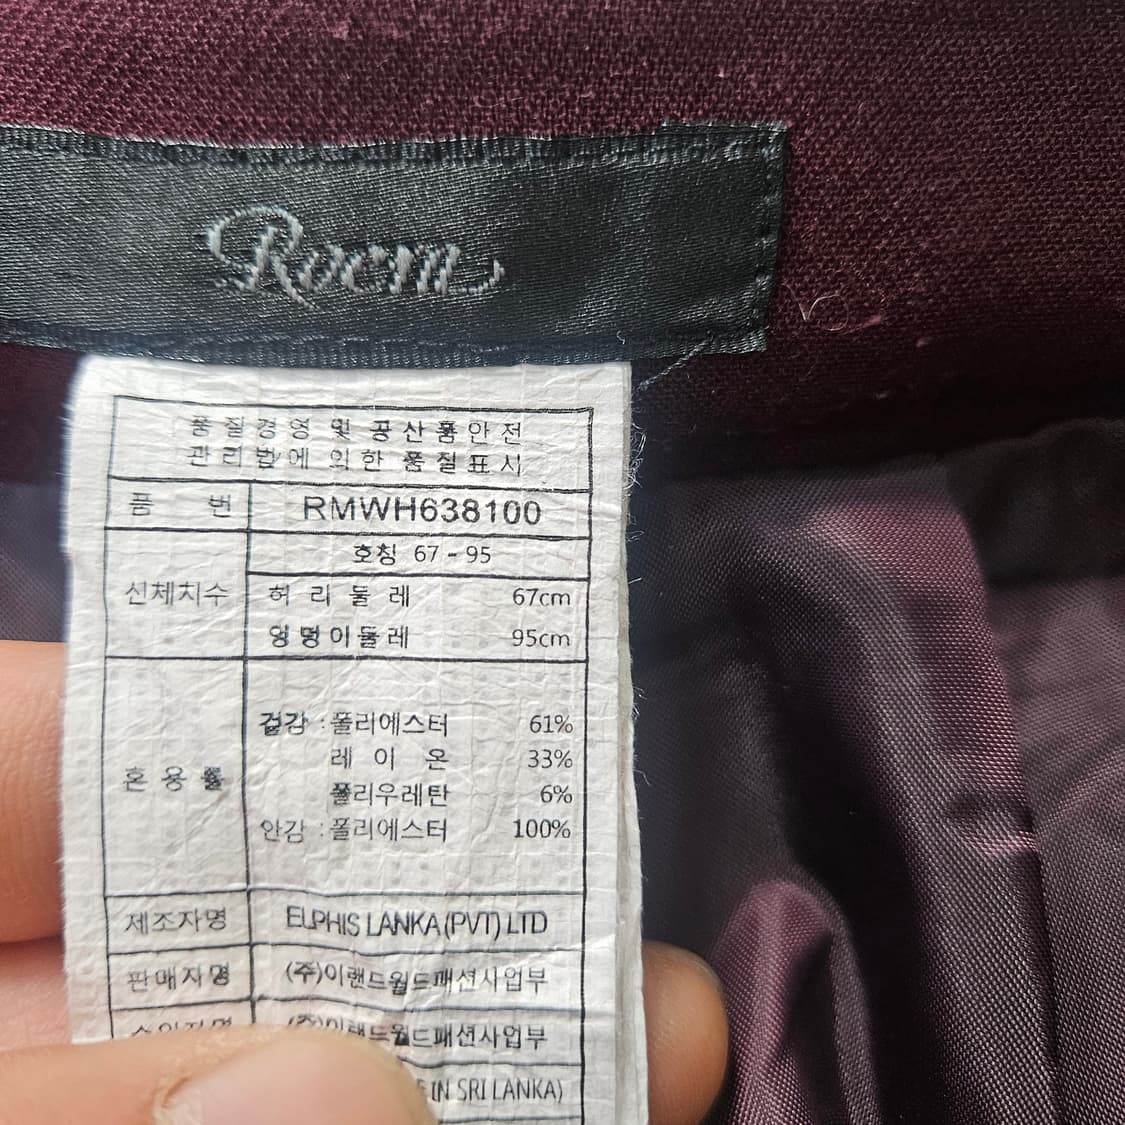 Roem
품질경영 및 공산품안전
관리법에 의한 품질표시
품 번 RMWH638100
신체치수 호칭 67 - 95
허리둘레 67cm
엉덩이둘레 95cm
혼용률 겉감 : 폴리에스터 61%
레이온 33%
폴리우레탄 6%
안감 : 폴리에스터 100%
제조자명 ELPHIS LANKA (PVT) LTD
판매자명 (주)이랜드월드패션사업부
수입자명 (주)이랜드월드패션사업부
IN SRI LANKA)